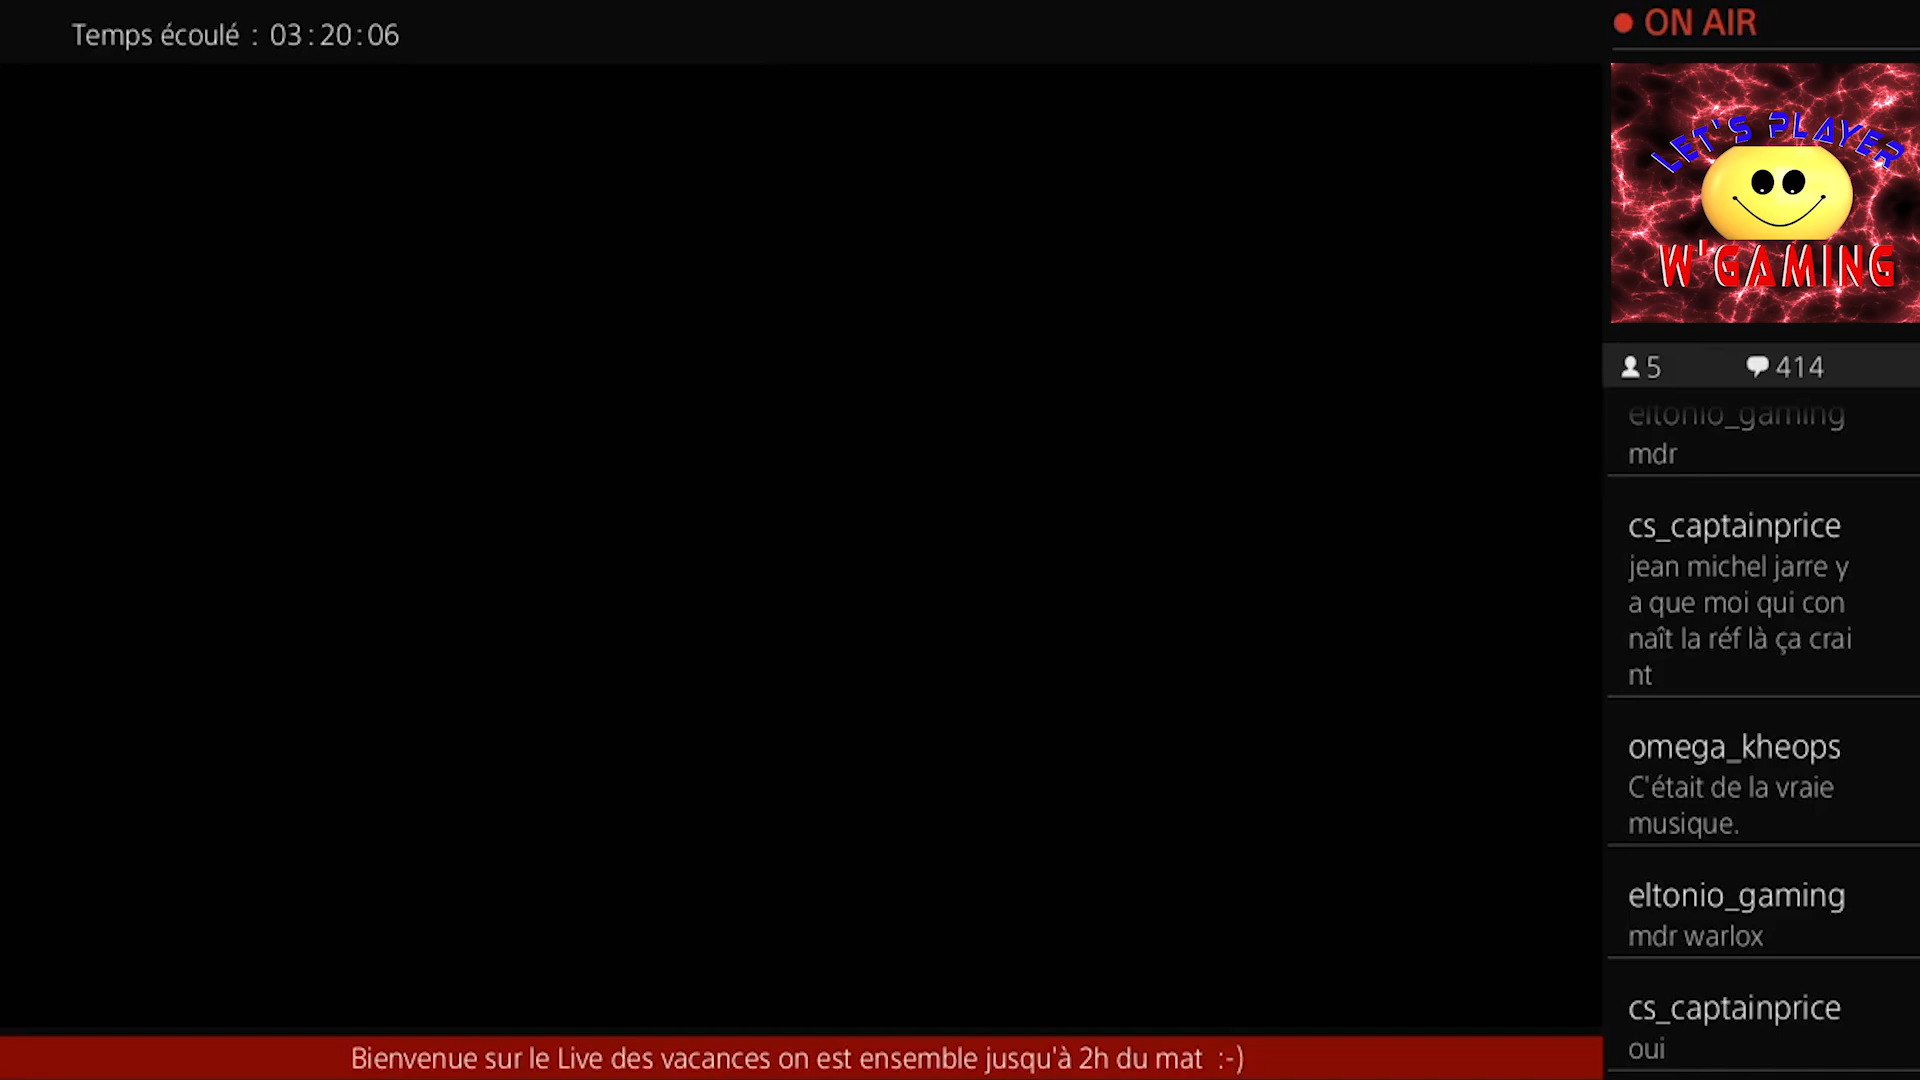 Temps écoulé : 03:20:06
ON AIR
LET'S PLAYER
W'GAMING
5
414
eltonio_gaming
mdr
cs_captainprice
jean michel jarre y
a que moi qui con
naît la réf là ça crai
nt
omega_kheops
C'était de la vraie
musique.
eltonio_gaming
mdr warlox
cs_captainprice
oui
Bienvenue sur le Live des vacances on est ensemble jusqu'à 2h du mat :-)